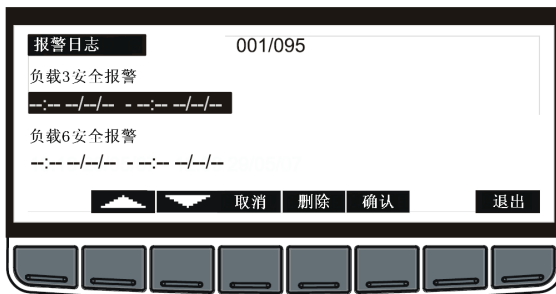 报警日志 001/095
负载3安全报警
--:-- --/--/-- - --:-- --/--/--
负载6安全报警
--:-- --/--/-- - --:-- --/--/--
取消 删除 确认 退出